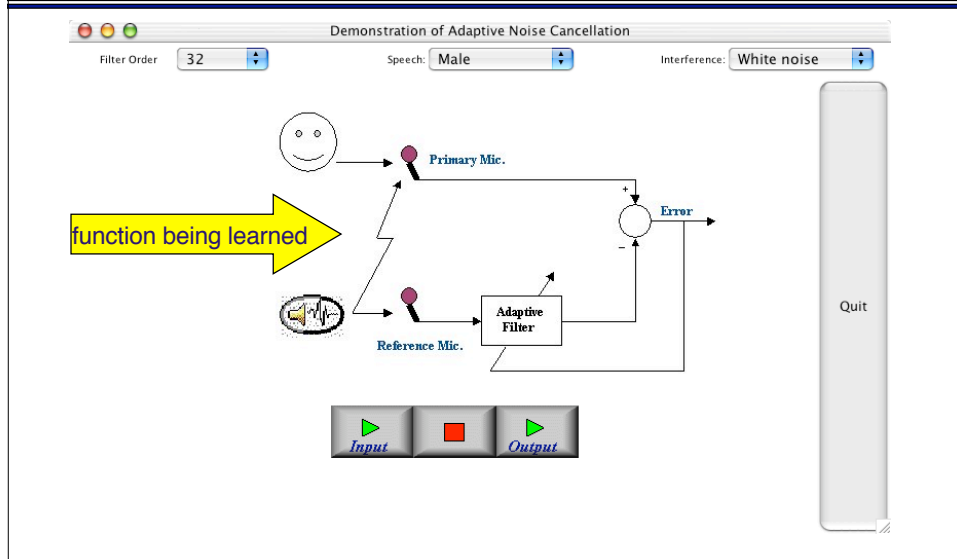 Demonstration of Adaptive Noise Cancellation
Filter Order 32 Speech: Male Interference: White noise
Primary Mic.
+
Error
function being learned
−
Adaptive
Filter
Quit
Reference Mic.
Input Output